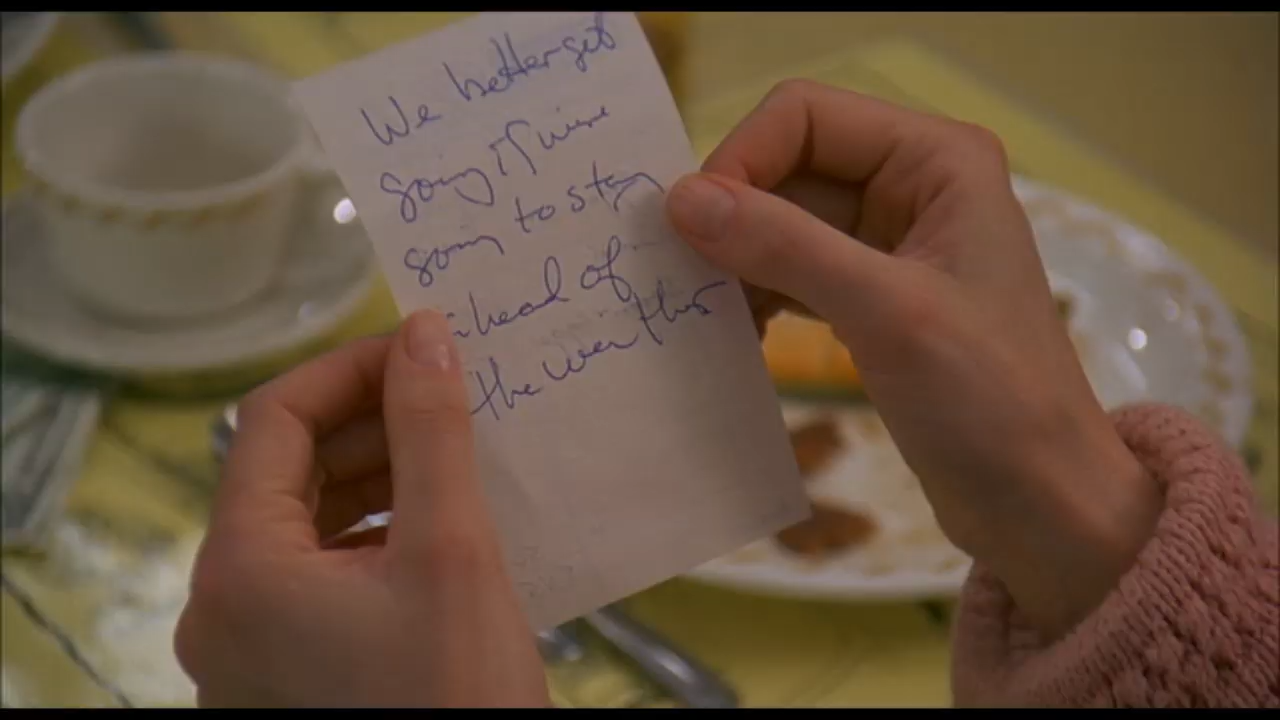 We better get
going if we're
going to stay
ahead of
the weather